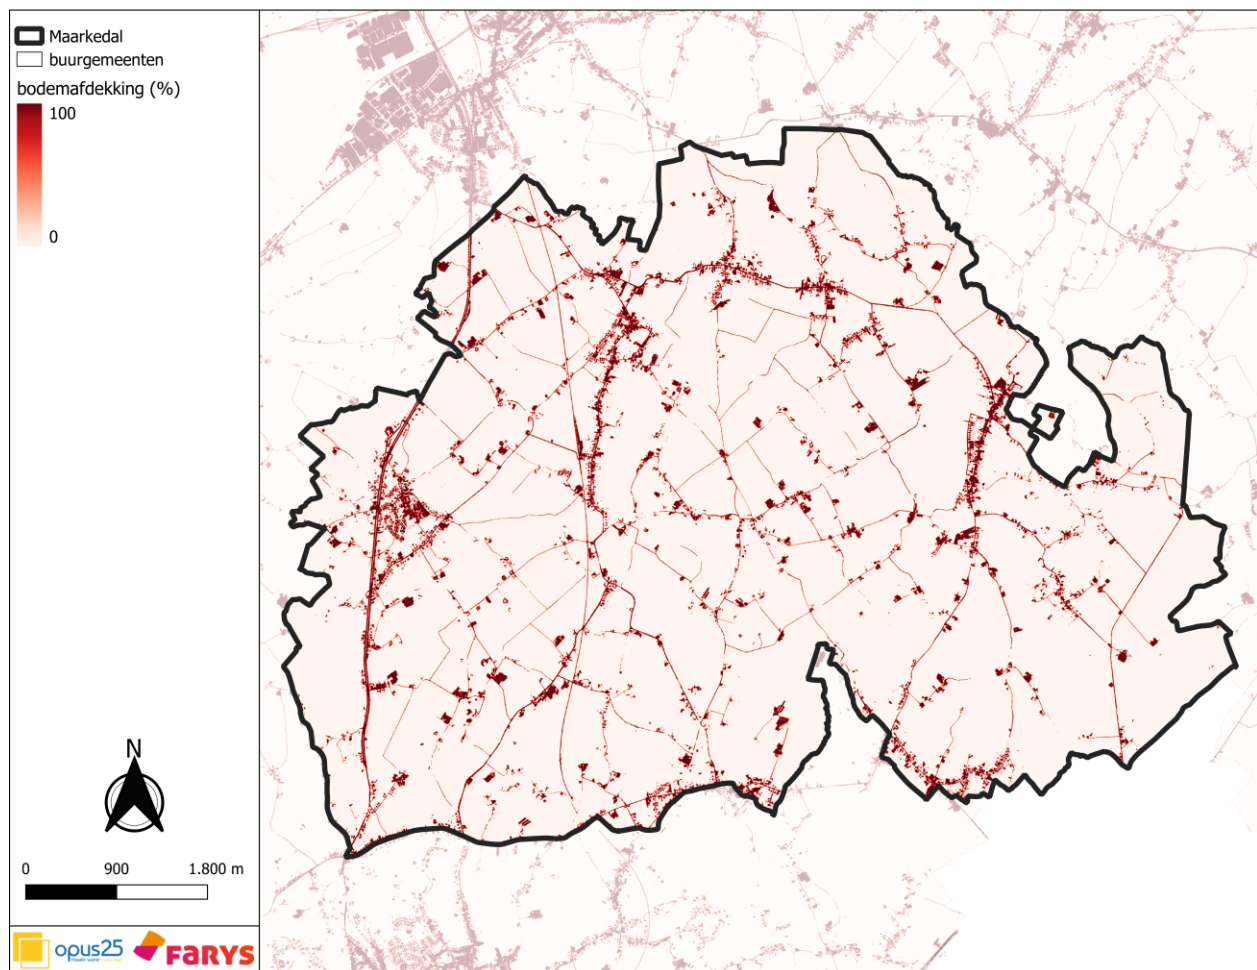 Maarkedal
buurgemeenten
bodemafdekking (%)
100
0
N
0 900 1.800 m
opus25
FARYS